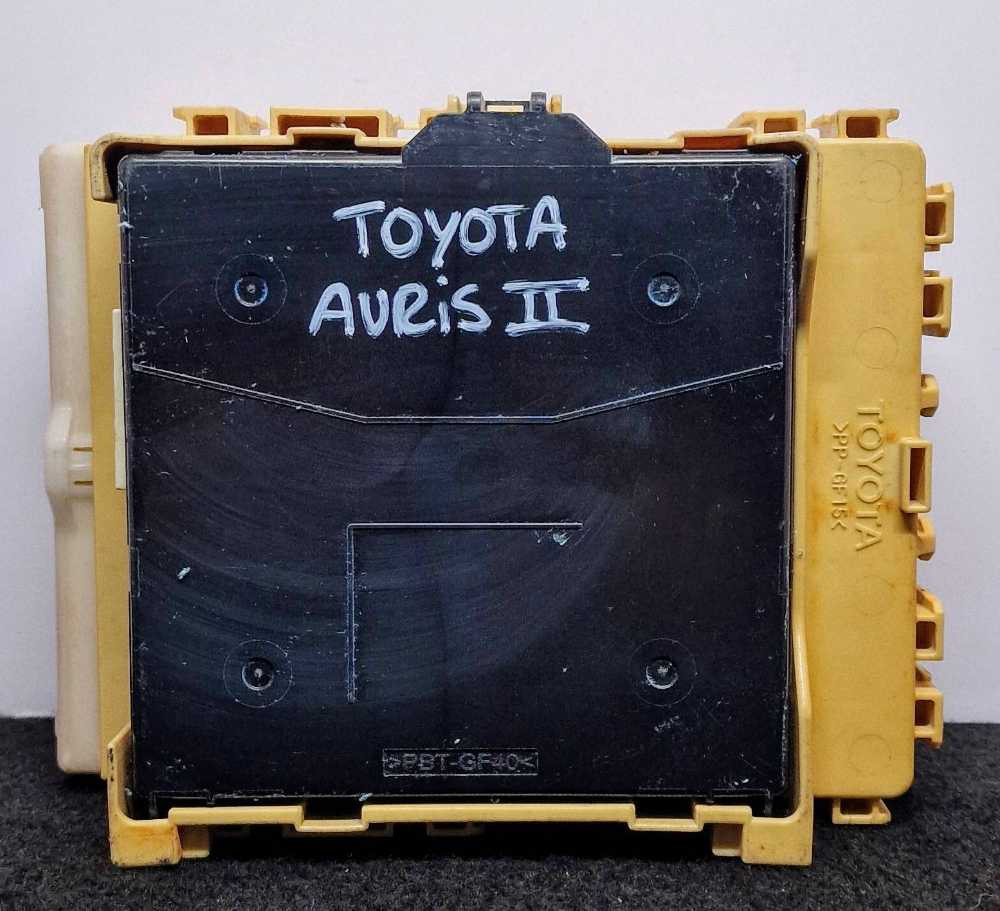 TOYOTA
AURiS II
TOYOTA
>PP-GF15<
>PBT-GF40<